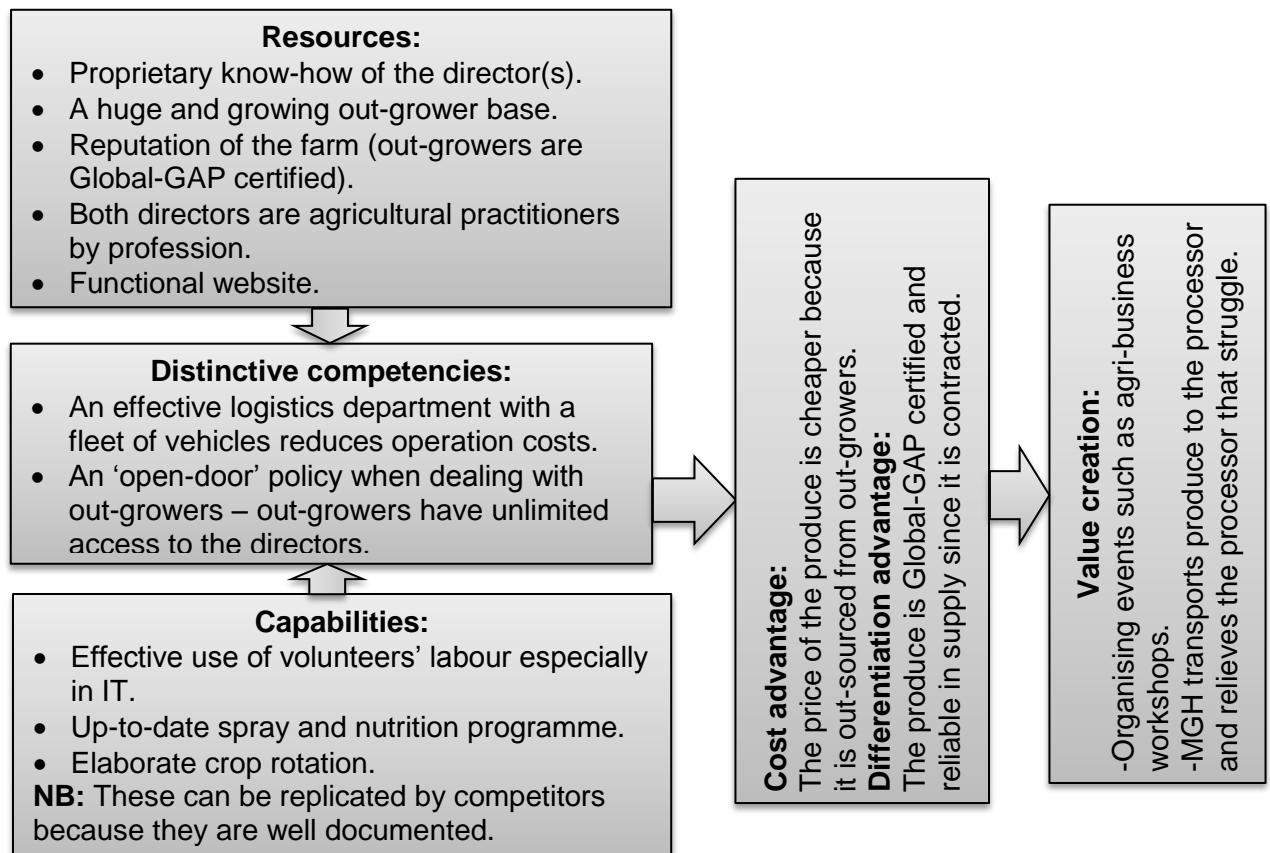 Resources:
• Proprietary know-how of the director(s).
• A huge and growing out-grower base.
• Reputation of the farm (out-growers are
Global-GAP certified).
• Both directors are agricultural practitioners
by profession.
• Functional website.
Distinctive competencies:
• An effective logistics department with a
fleet of vehicles reduces operation costs.
• An ‘open-door’ policy when dealing with
out-growers – out-growers have unlimited
access to the directors.
Capabilities:
• Effective use of volunteers’ labour especially
in IT.
• Up-to-date spray and nutrition programme.
• Elaborate crop rotation.
NB: These can be replicated by competitors
because they are well documented.
Cost advantage:
The price of the produce is cheaper because
it is out-sourced from out-growers.
Differentiation advantage:
The produce is Global-GAP certified and
reliable in supply since it is contracted.
Value creation:
-Organising events such as agri-business
workshops.
-MGH transports produce to the processor
and relieves the processor that struggle.